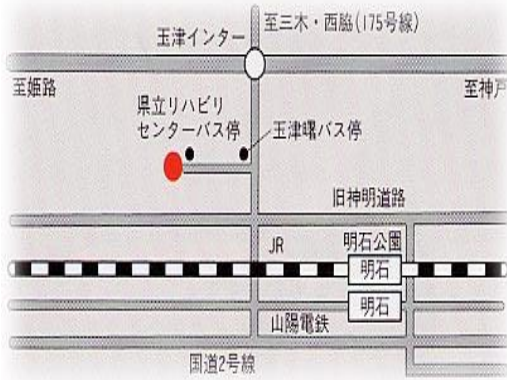 至三木・西脇(175号線)
玉津インター
至姫路
至神戸
県立リハビリ
センターバス停
玉津曙バス停
旧神明道路
JR
明石公園
明石
明石
山陽電鉄
国道2号線